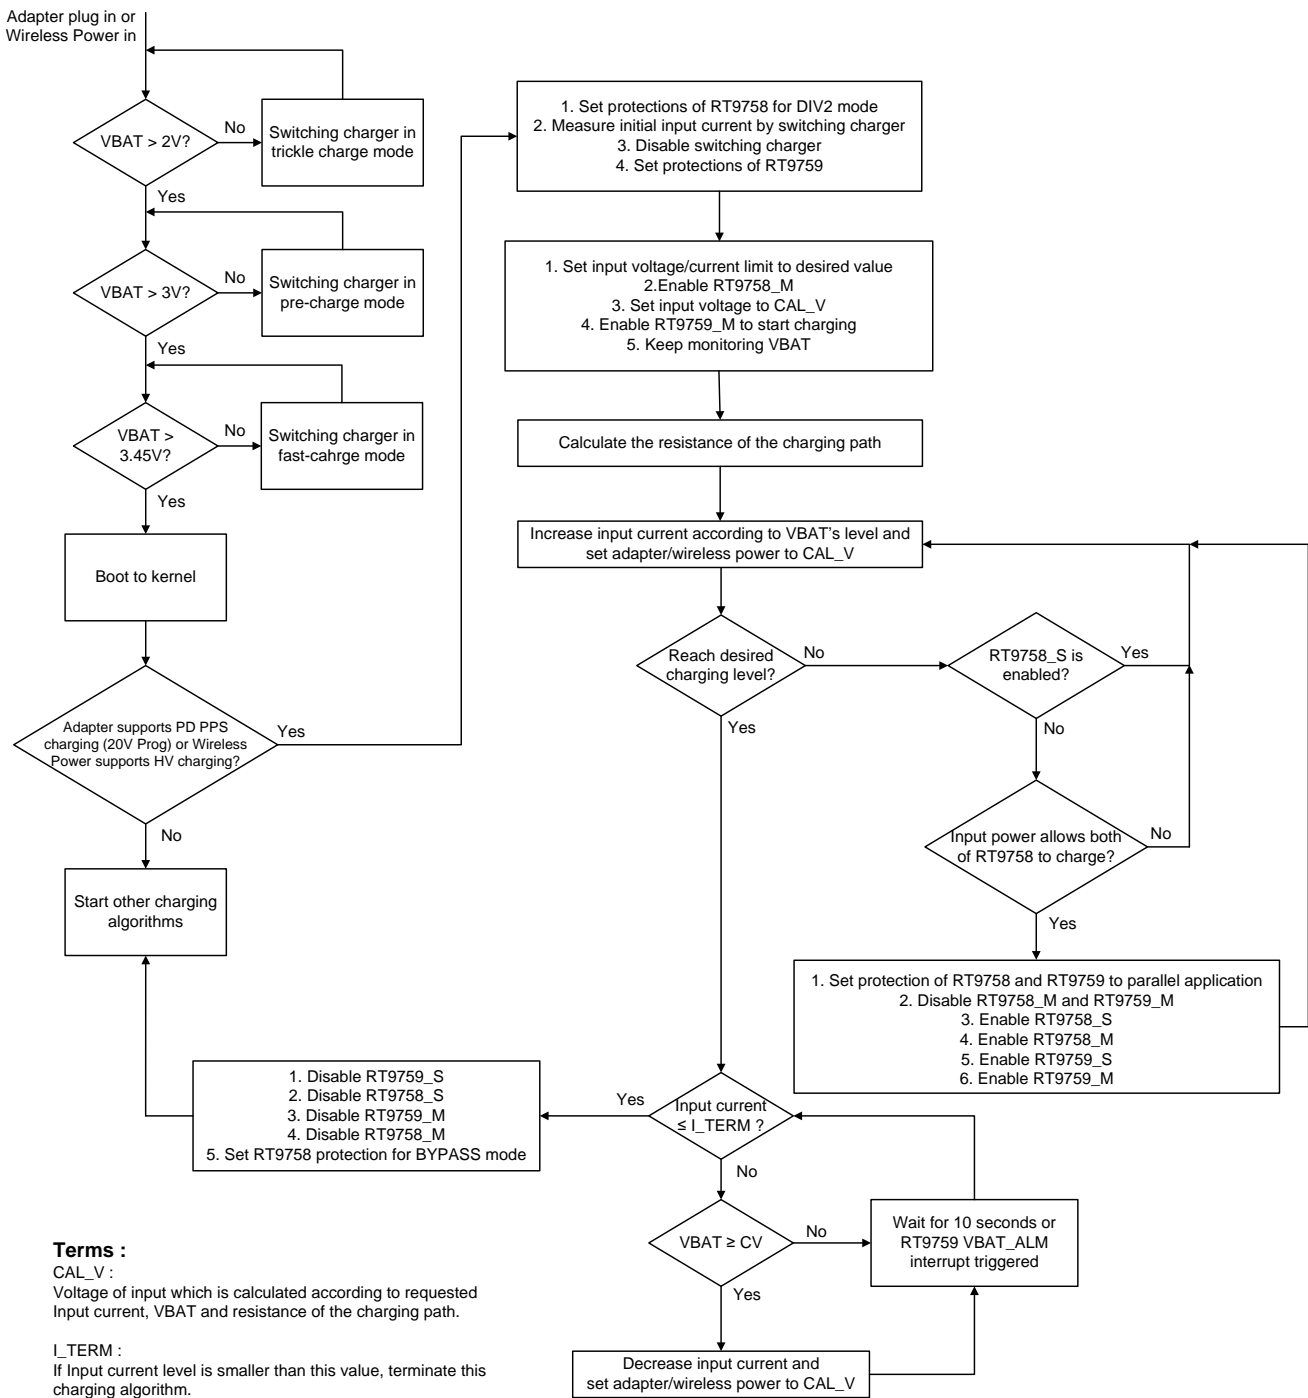 Adapter plug in or
Wireless Power in
VBAT > 2V?
No
Switching charger in
trickle charge mode
Yes
VBAT > 3V?
No
Switching charger in
pre-charge mode
Yes
VBAT >
3.45V?
No
Switching charger in
fast-cahrge mode
Yes
Boot to kernel
Adapter supports PD PPS
charging (20V Prog) or Wireless
Power supports HV charging?
Yes
No
Start other charging
algorithms
1. Set protections of RT9758 for DIV2 mode
2. Measure initial input current by switching charger
3. Disable switching charger
4. Set protections of RT9759
1. Set input voltage/current limit to desired value
2.Enable RT9758_M
3. Set input voltage to CAL_V
4. Enable RT9759_M to start charging
5. Keep monitoring VBAT
Calculate the resistance of the charging path
Increase input current according to VBAT's level and
set adapter/wireless power to CAL_V
Reach desired
charging level?
No
RT9758_S is
enabled?
Yes
Yes
No
Input power allows both
of RT9758 to charge?
No
Yes
1. Set protection of RT9758 and RT9759 to parallel application
2. Disable RT9758_M and RT9759_M
3. Enable RT9758_S
4. Enable RT9758_M
5. Enable RT9759_S
6. Enable RT9759_M
1. Disable RT9759_S
2. Disable RT9758_S
3. Disable RT9759_M
4. Disable RT9758_M
5. Set RT9758 protection for BYPASS mode
Yes
Input current
≤ I_TERM ?
No
VBAT ≥ CV
No
Wait for 10 seconds or
RT9759 VBAT_ALM
interrupt triggered
Yes
Decrease input current and
set adapter/wireless power to CAL_V
Terms :
CAL_V :
Voltage of input which is calculated according to requested
Input current, VBAT and resistance of the charging path.
I_TERM :
If Input current level is smaller than this value, terminate this
charging algorithm.